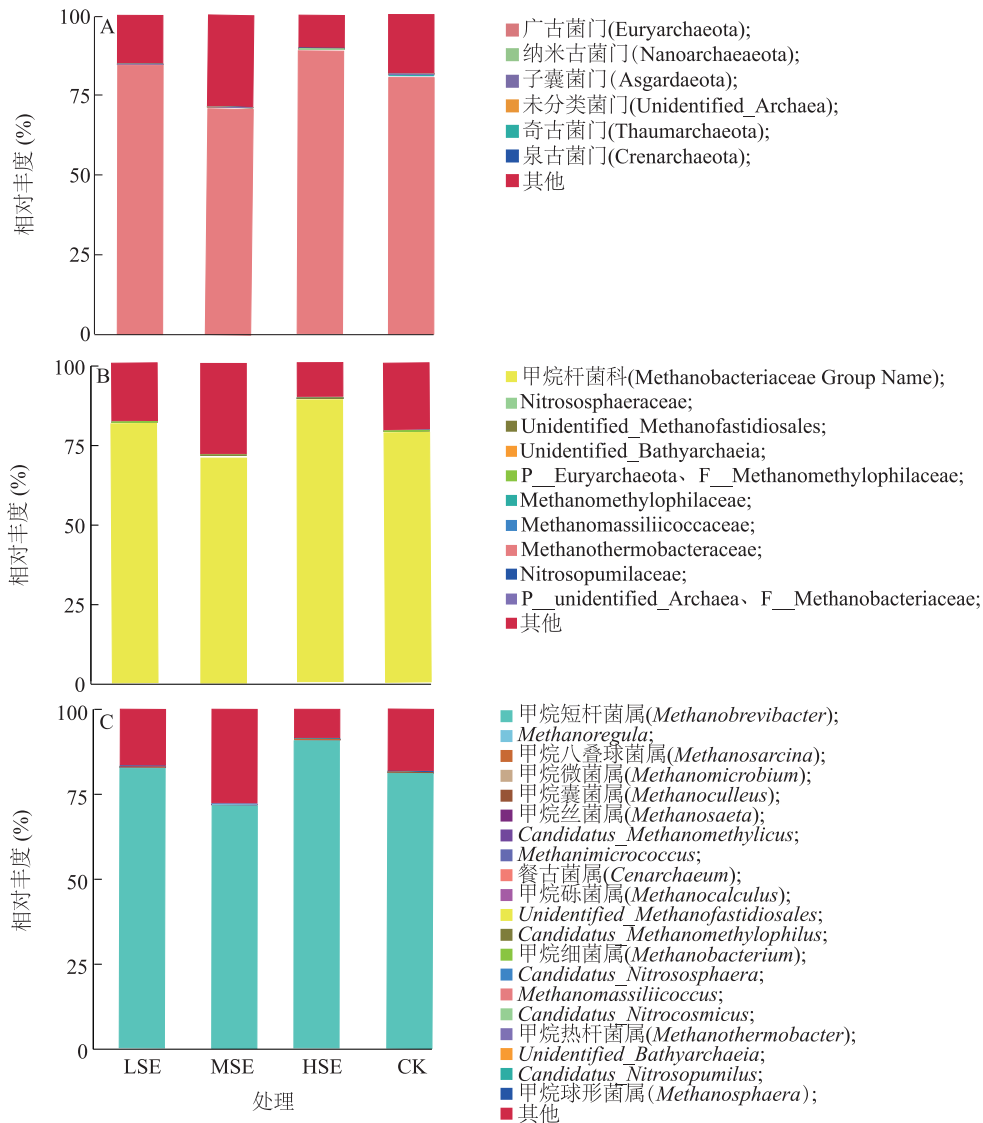 A
100
75
50
25
0
相对丰度 (%)
广古菌门(Euryarchaeota);
纳米古菌门(Nanoarchaeaeota);
子囊菌门(Asgardaeota);
未分类菌门(Unidentified_Archaea);
奇古菌门(Thaumarchaeota);
泉古菌门(Crenarchaeota);
其他
B
100
75
50
25
0
相对丰度 (%)
甲烷杆菌科(Methanobacteriaceae Group Name);
Nitrososphaeraceae;
Unidentified_Methanofastidiosales;
Unidentified_Bathyarchaeia;
P__Euryarchaeota、F__Methanomethylophilaceae;
Methanomethylophilaceae;
Methanomassiliicoccaceae;
Methanothermobacteraceae;
Nitrosopumilaceae;
P__unidentified_Archaea、F__Methanobacteriaceae;
其他
C
100
75
50
25
0
相对丰度 (%)
LSE MSE HSE CK
处理
甲烷短杆菌属(Methanobrevibacter);
Methanoregula;
甲烷八叠球菌属(Methanosarcina);
甲烷微菌属(Methanomicrobium);
甲烷囊菌属(Methanoculleus);
甲烷丝菌属(Methanosaeta);
Candidatus_Methanomethylicus;
Methanimicrococcus;
餐古菌属(Cenarchaeum);
甲烷砾菌属(Methanocalculus);
Unidentified_Methanofastidiosales;
Candidatus_Methanomethylophilus;
甲烷细菌属(Methanobacterium);
Candidatus_Nitrososphaera;
Methanomassiliicoccus;
Candidatus_Nitrocosmicus;
甲烷热杆菌属(Methanothermobacter);
Unidentified_Bathyarchaeia;
Candidatus_Nitrosopumilus;
甲烷球形菌属(Methanosphaera);
其他